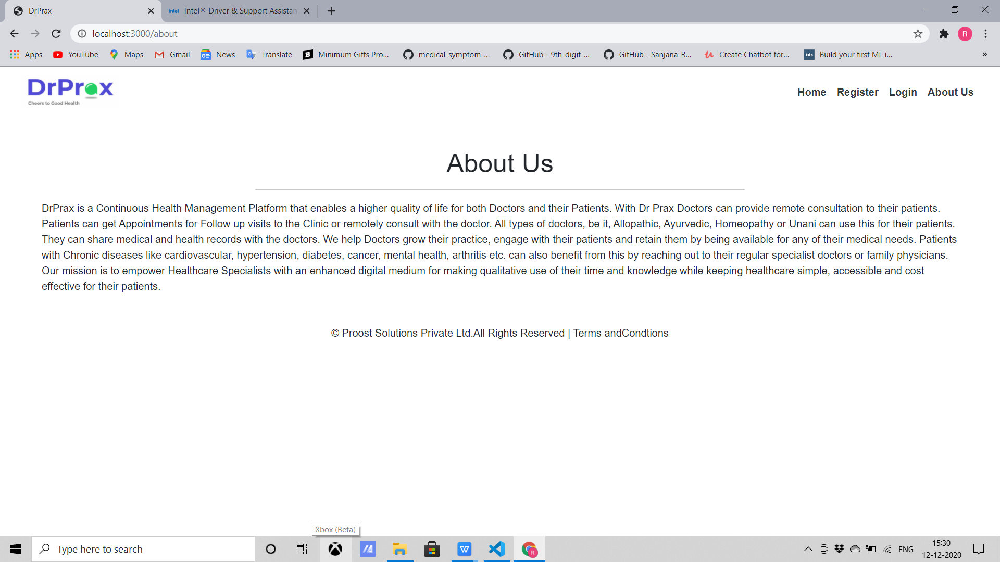 DrPrax
intel Intel® Driver & Support Assistan
localhost:3000/about
R
Apps YouTube Maps Gmail News Translate Minimum Gifts Pro... medical-symptom-... GitHub - 9th-digit-... GitHub - Sanjana-R... Create Chatbot for... tds Build your first ML i... »
DrPrax
Cheers to Good Health
Home Register Login About Us
About Us
DrPrax is a Continuous Health Management Platform that enables a higher quality of life for both Doctors and their Patients. With Dr Prax Doctors can provide remote consultation to their patients.
Patients can get Appointments for Follow up visits to the Clinic or remotely consult with the doctor. All types of doctors, be it, Allopathic, Ayurvedic, Homeopathy or Unani can use this for their patients.
They can share medical and health records with the doctors. We help Doctors grow their practice, engage with their patients and retain them by being available for any of their medical needs. Patients
with Chronic diseases like cardiovascular, hypertension, diabetes, cancer, mental health, arthritis etc. can also benefit from this by reaching out to their regular specialist doctors or family physicians.
Our mission is to empower Healthcare Specialists with an enhanced digital medium for making qualitative use of their time and knowledge while keeping healthcare simple, accessible and cost
effective for their patients.
© Proost Solutions Private Ltd.All Rights Reserved | Terms andCondtions
Xbox (Beta)
Type here to search
R
ENG
15:30
12-12-2020